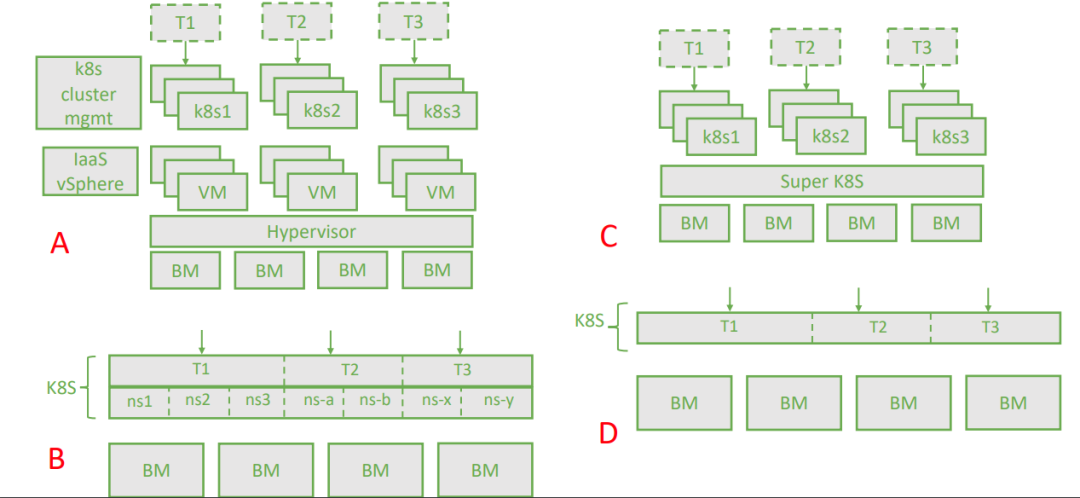 T1
T2
T3
k8s
cluster
mgmt
k8s1
k8s2
k8s3
IaaS
vSphere
VM
VM
VM
A
Hypervisor
BM
BM
BM
BM
T1
T2
T3
k8s1
k8s2
k8s3
Super K8S
C
BM
BM
BM
BM
K8S
T1
T2
T3
ns1
ns2
ns3
ns-a
ns-b
ns-x
ns-y
B
BM
BM
BM
BM
K8S
T1
T2
T3
D
BM
BM
BM
BM